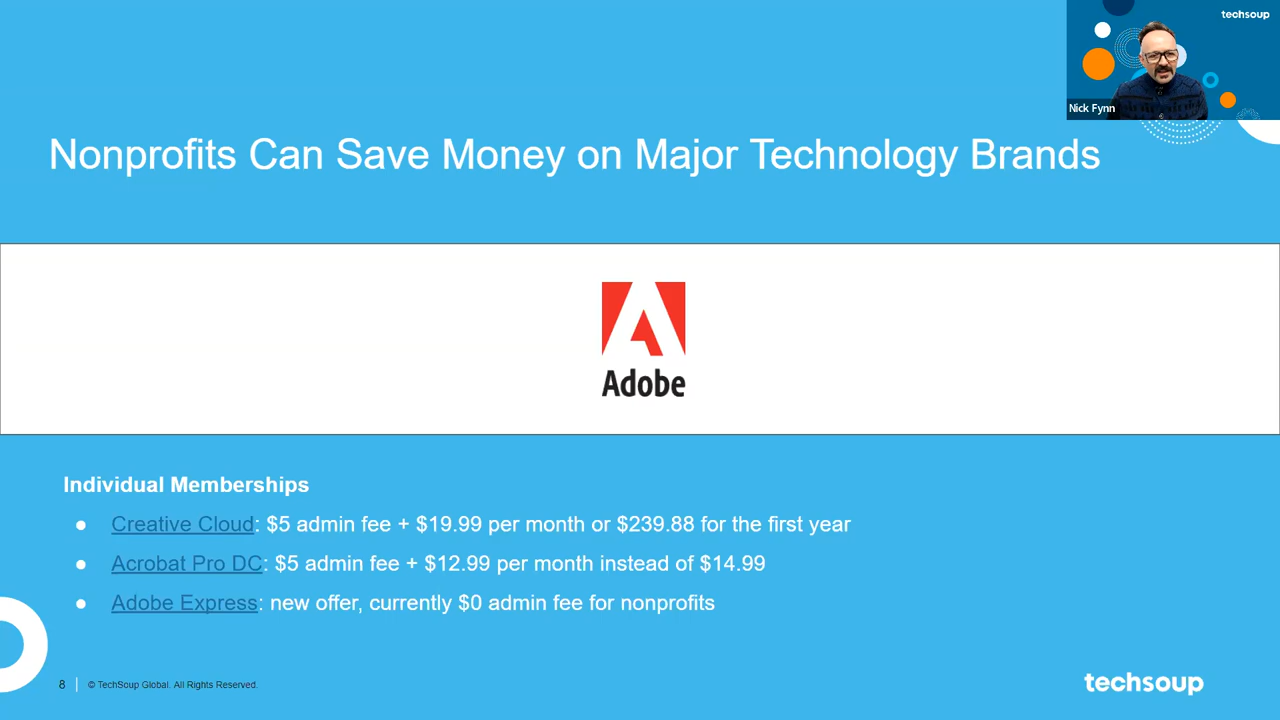 techsoup
Nick Fynn
Nonprofits Can Save Money on Major Technology Brands
Adobe
Individual Memberships
● Creative Cloud: $5 admin fee + $19.99 per month or $239.88 for the first year
● Acrobat Pro DC: $5 admin fee + $12.99 per month instead of $14.99
● Adobe Express: new offer, currently $0 admin fee for nonprofits
8 | © TechSoup Global. All Rights Reserved.
techsoup